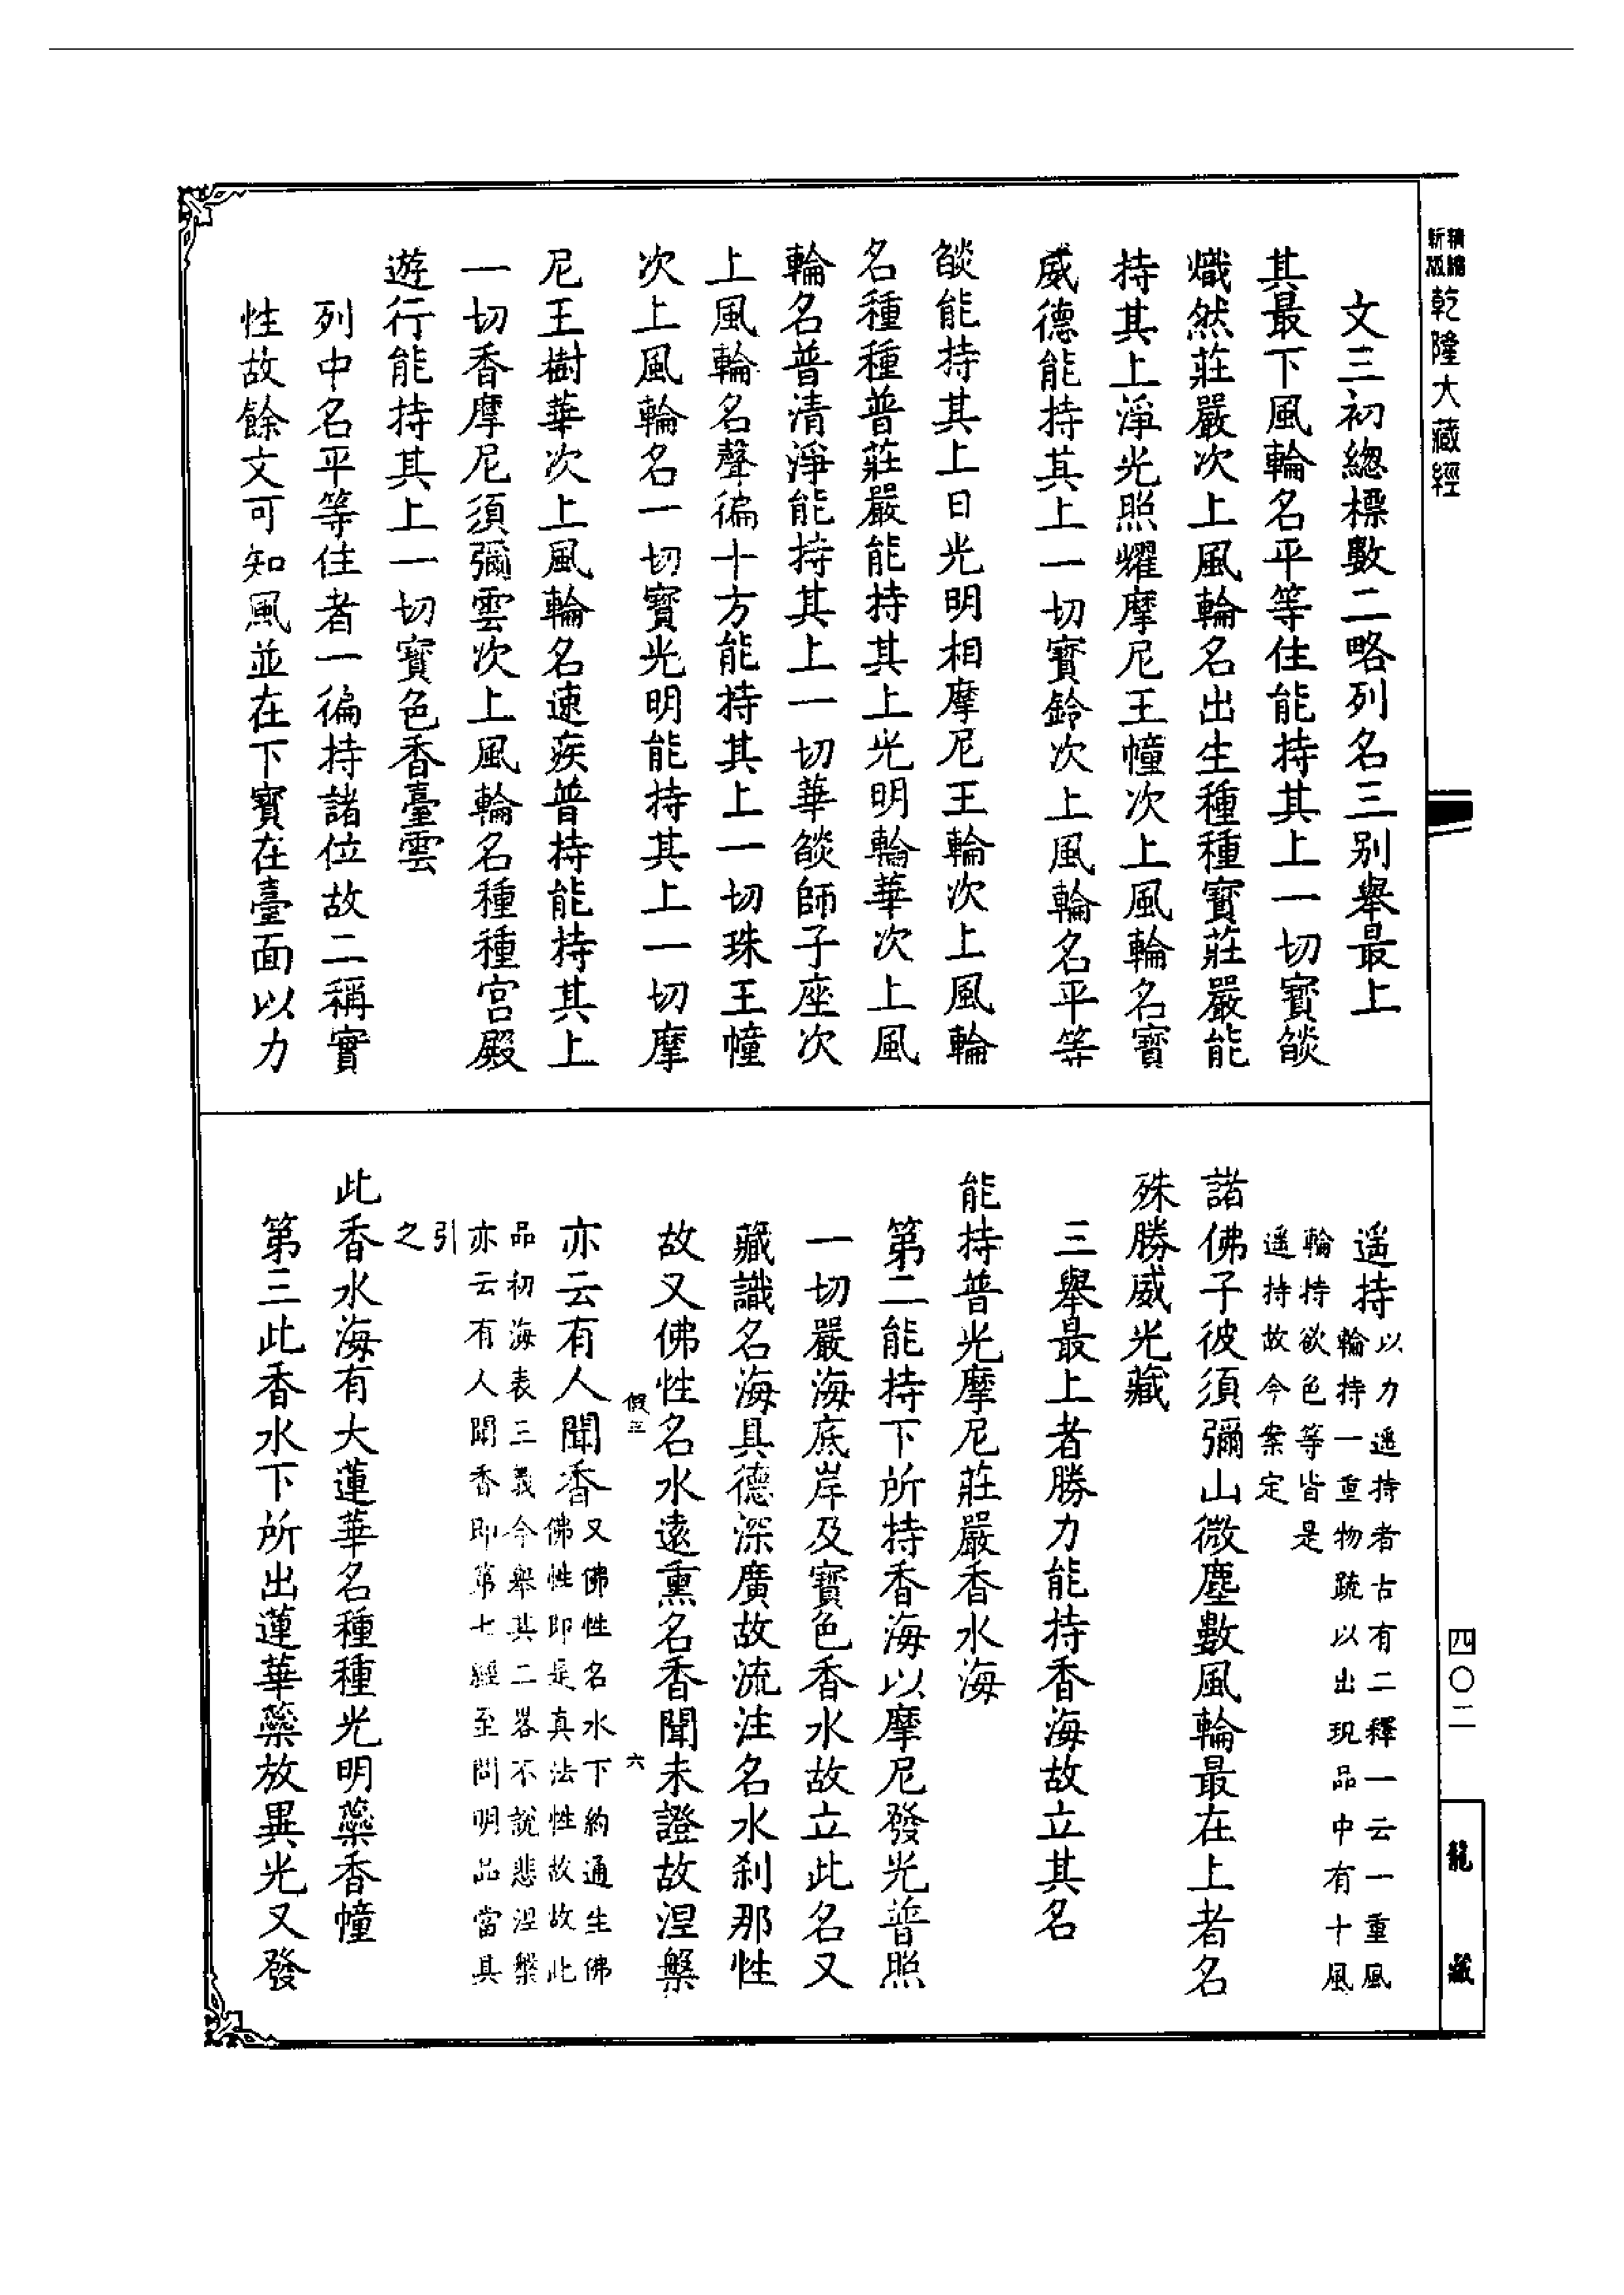 精縮
新版
乾隆大藏經
文三初總標數二略列名三別舉最上
其最下風輪名平等住能持其上一切寶燄
熾然莊嚴次上風輪名出生種種寶莊嚴能
持其上淨光照耀摩尼王幢次上風輪名寶
威德能持其上一切寶鈴次上風輪名平等
燄能持其上日光明相摩尼王輪次上風輪
名種種普莊嚴能持其上光明輪華次上風
輪名普清淨能持其上一切華燄師子座次
上風輪名聲徧十方能持其上一切珠王幢
次上風輪名一切寶光明能持其上一切摩
尼王樹華次上風輪名速疾普持能持其上
一切香摩尼須彌雲次上風輪名種種宮殿
遊行能持其上一切寶色香臺雲
列中名平等住者一徧持諸位故二稱實
性故餘文可知風並在下寶在臺面以力
遥持以力遥持者古有二釋一云一重風
輪持一重物疏以出現品中有十風
輪持欲色等皆是
遥持故今案定
諸佛子彼須彌山微塵數風輪最在上者名
殊勝威光藏
三舉最上者勝力能持香海故立其名
能持普光摩尼莊嚴香水海
第二能持下所持香海以摩尼發光普照
一切嚴海底岸及寶色香水故立此名又
藏識名海具德深廣故流注名水剎那性
故又佛性名水遠熏名香聞未證故涅槃
假三
六
亦云有人聞香又佛性名水下約通生佛
佛性即是真法性故故此
品初海表三義今舉其二畧不說悲涅槃
亦云有人聞香即第七經至問明品當具
引
之
此香水海有大蓮華名種種光明蘂香幢
第三此香水下所出蓮華蘂放異光又發
四〇二
龍藏